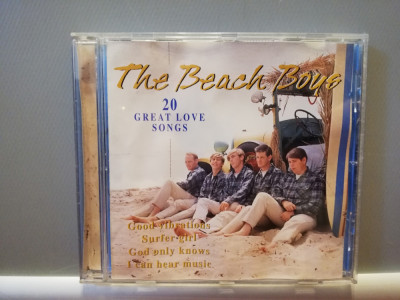 The Beach Boys
20
GREAT LOVE
SONGS
Good vibrations
Surfer girl
God only knows
I can hear music